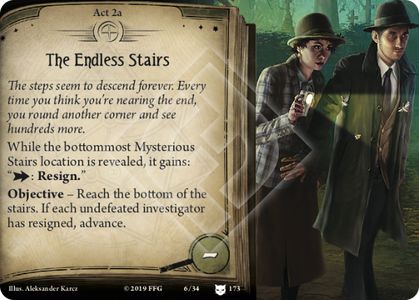 Act 2a
The Endless Stairs
The steps seem to descend forever. Every
time you think you're nearing the end,
you round another corner and see
hundreds more.
While the bottommost Mysterious
Stairs location is revealed, it gains:
“: Resign.”
Objective – Reach the bottom of the
stairs. If each undefeated investigator
has resigned, advance.
-
Illus. Aleksander Karcz © 2019 FFG 6/34 173